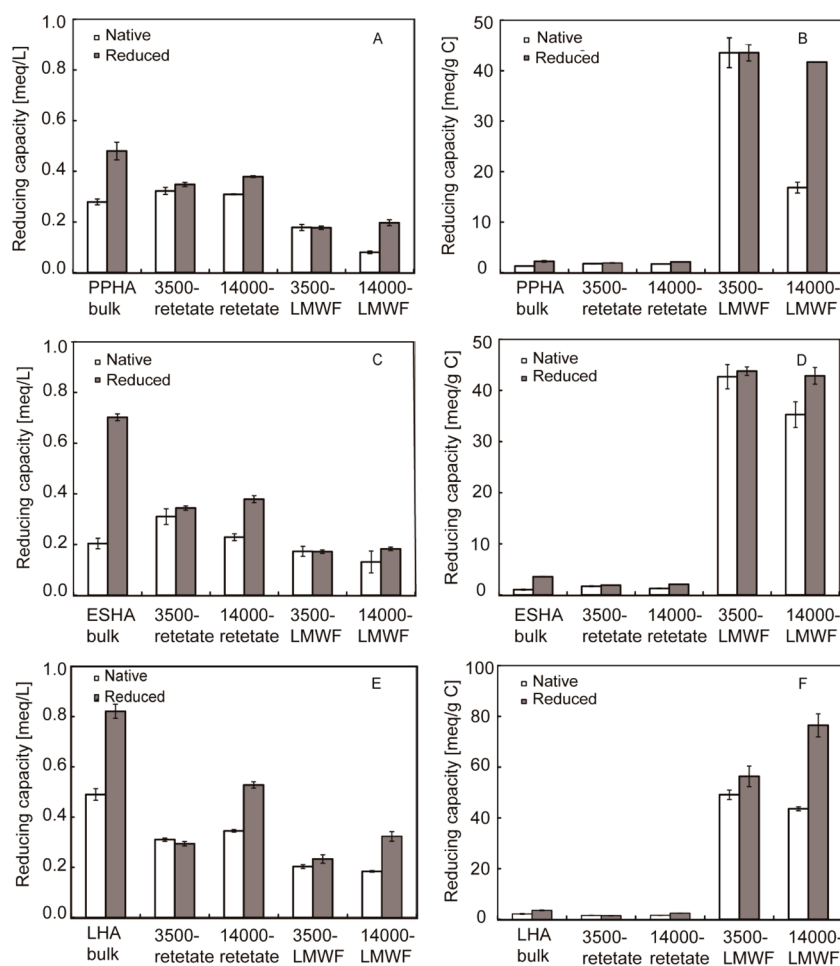 Reducing capacity [meq/L]
1.0
0.8
0.6
0.4
0.2
0.0
Native
Reduced
A
PPHA bulk
3500-retetate
14000-retetate
3500-LMWF
14000-LMWF
Reducing capacity [meq/g C]
50
40
30
20
10
0
Native
Reduced
B
PPHA bulk
3500-retetate
14000-retetate
3500-LMWF
14000-LMWF
Reducing capacity [meq/L]
1.0
0.8
0.6
0.4
0.2
0.0
Native
Reduced
C
ESHA bulk
3500-retetate
14000-retetate
3500-LMWF
14000-LMWF
Reducing capacity [meq/g C]
50
40
30
20
10
0
Native
Reduced
D
ESHA bulk
3500-retetate
14000-retetate
3500-LMWF
14000-LMWF
Reducing capacity [meq/L]
1.0
0.8
0.6
0.4
0.2
0.0
Native
Reduced
E
LHA bulk
3500-retetate
14000-retetate
3500-LMWF
14000-LMWF
Reducing capacity [meq/g C]
100
80
60
40
20
0
Native
Reduced
F
LHA bulk
3500-retetate
14000-retetate
3500-LMWF
14000-LMWF